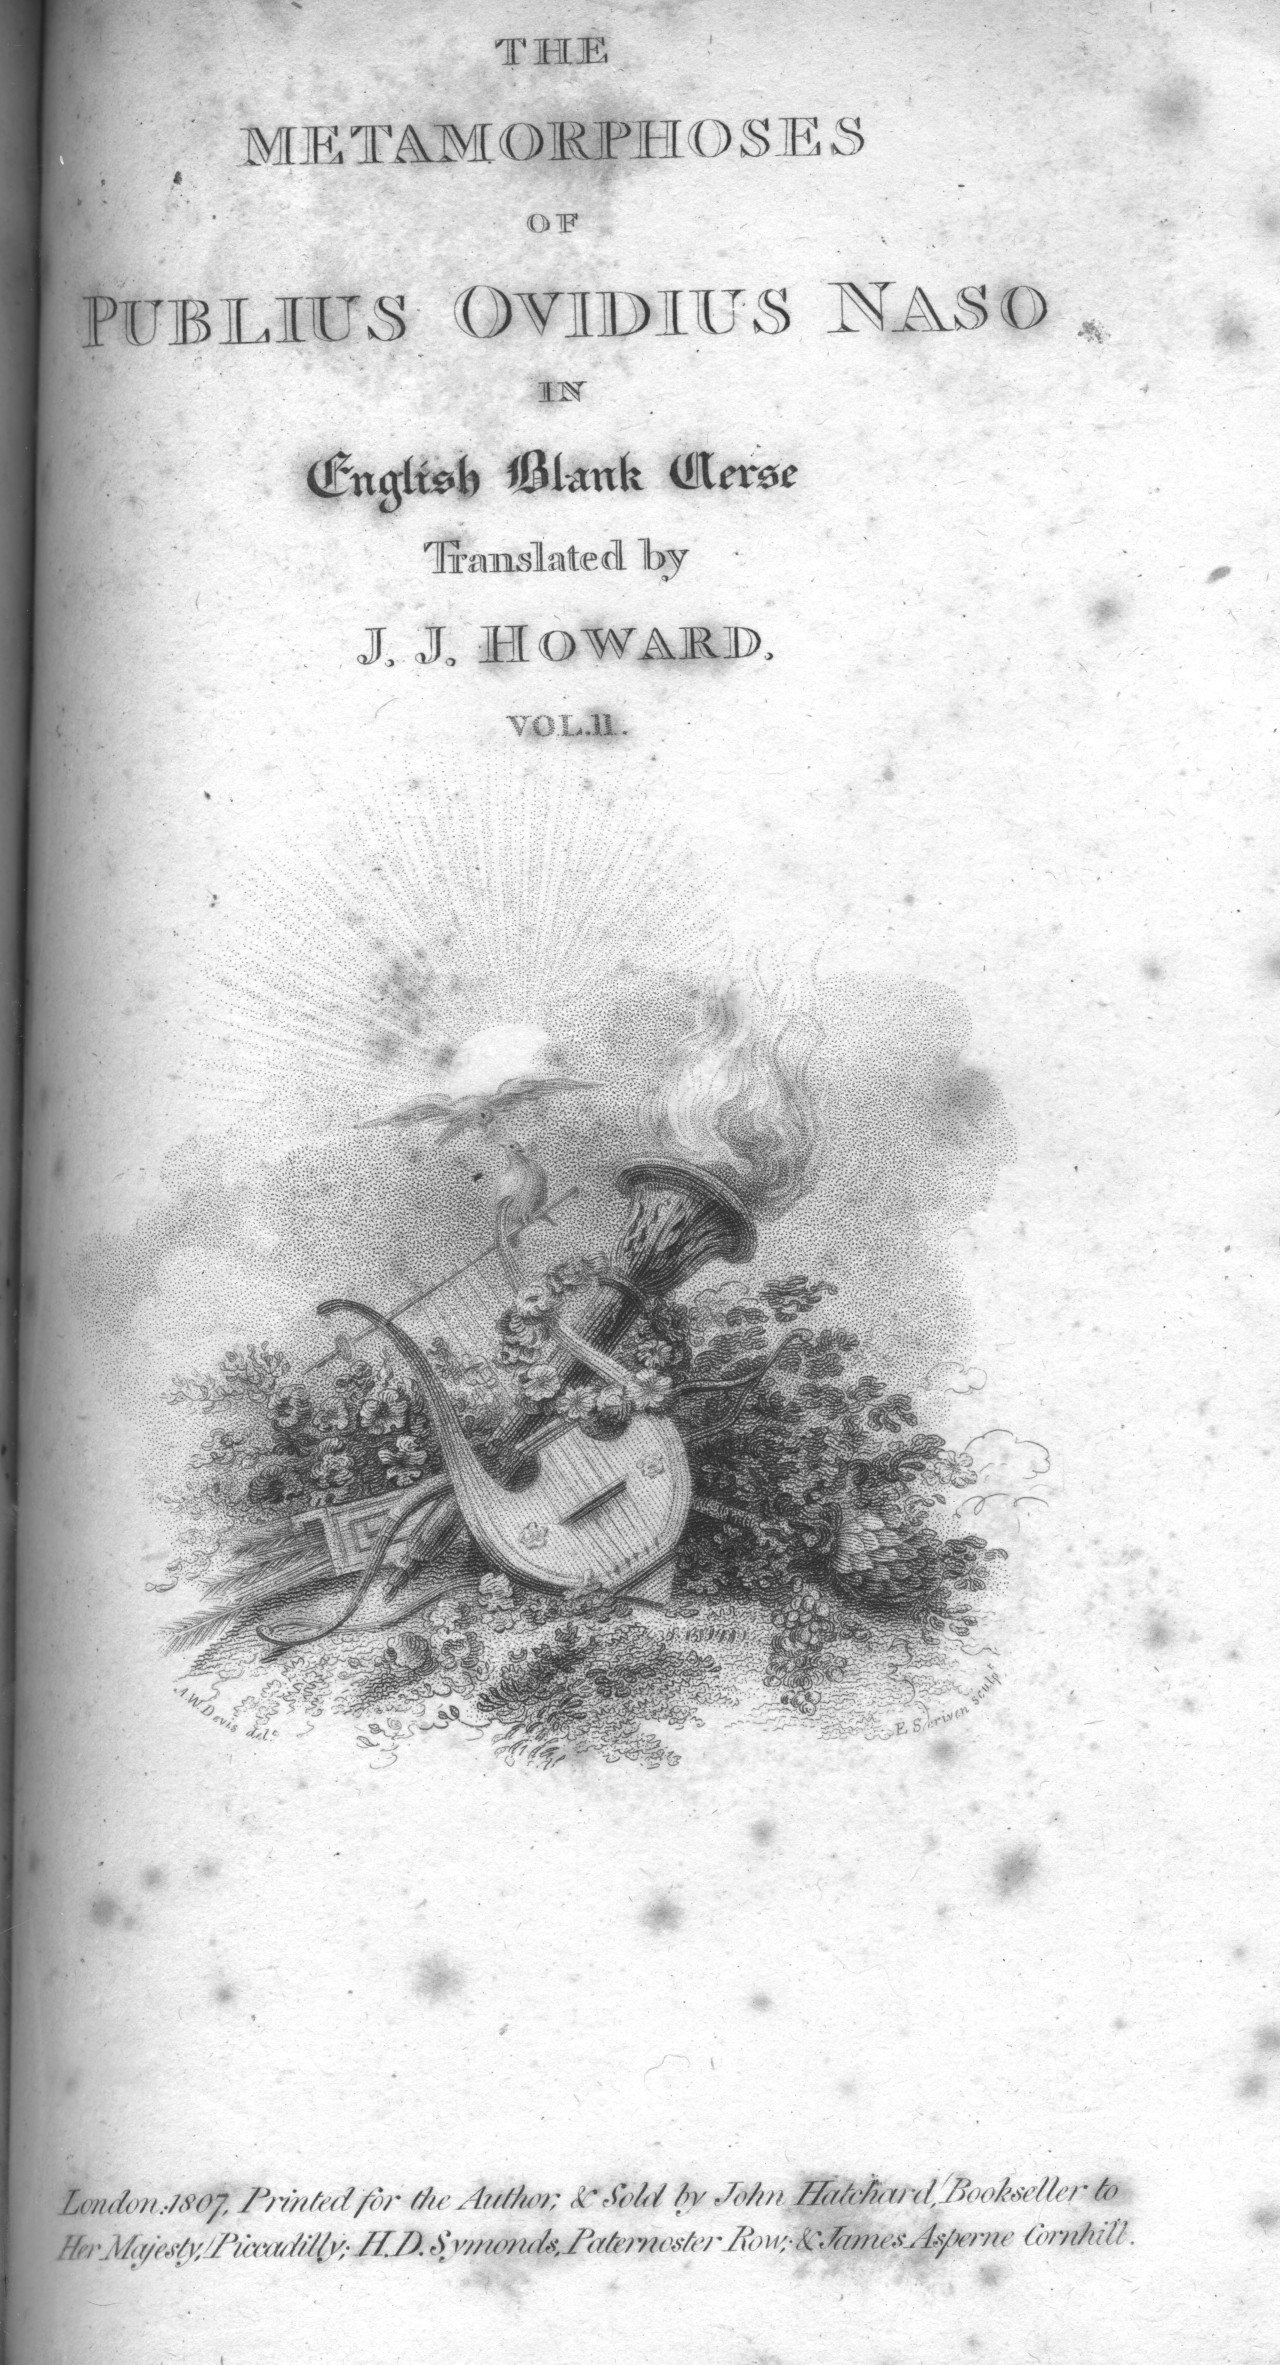 THE
METAMORPHOSES
OF
PUBLIUS OVIDIUS NASO
IN
English Blank Verse
Translated by
J. J. HOWARD.
VOL.II.
A.W. Devis delt
E. Scriven sculpt
London: 1807, Printed for the Author, & Sold by John Hatchard, Bookseller to
Her Majesty, Piccadilly; H.D. Symonds, Paternoster Row; & James Asperne Cornhill.